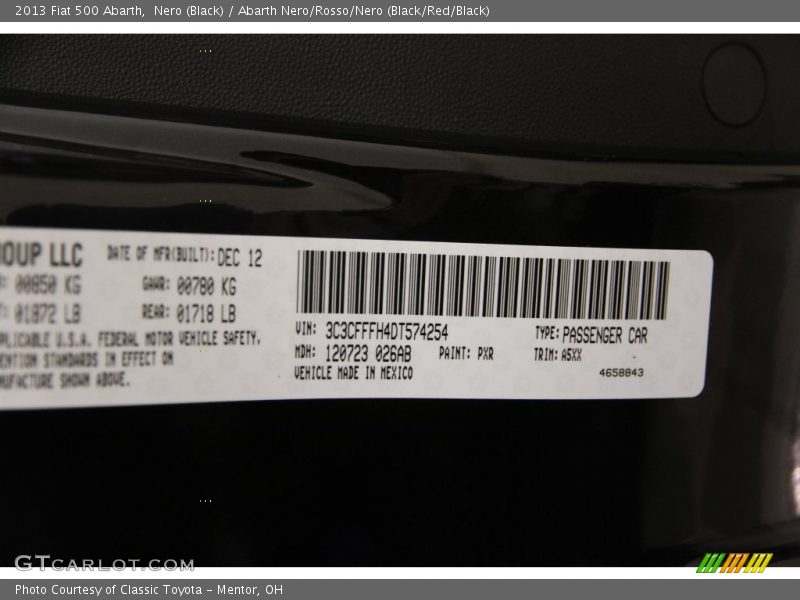 2013 Fiat 500 Abarth,  Nero (Black) / Abarth Nero/Rosso/Nero (Black/Red/Black)
OUP LLC DATE OF MFR(BUILT): DEC 12
00850 KG GAWR: 00780 KG
01872 LB REAR: 01718 LB
PLICABLE U.S.A. FEDERAL MOTOR VEHICLE SAFETY,
ENTION STANDARDS IN EFFECT ON
UFACTURE SHOWN ABOVE.
VIN: 3C3CFFFH4DT574254 TYPE: PASSENGER CAR
MDH: 120723 026AB PAINT: PXR TRIM: A5XX
VEHICLE MADE IN MEXICO 4658843
GTCARLOT.COM
Photo Courtesy of Classic Toyota - Mentor, OH